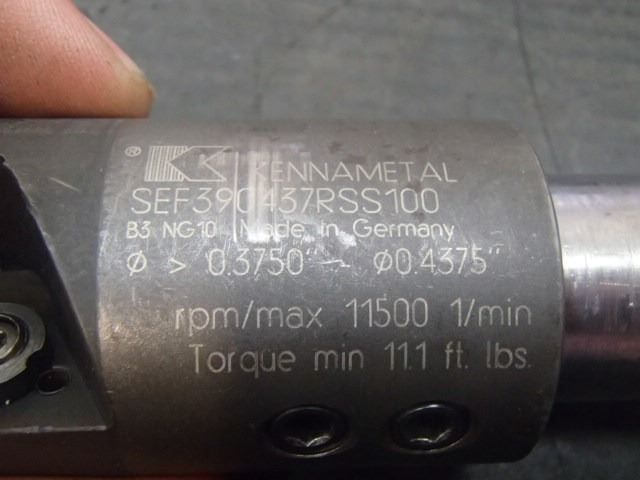 ® KENNAMETAL
SEF390437RSS100
B3 NG10 Made in Germany
Ø > 0.3750" - Ø0.4375"
rpm/max 11500 1/min
Torque min 11.1 ft. lbs.